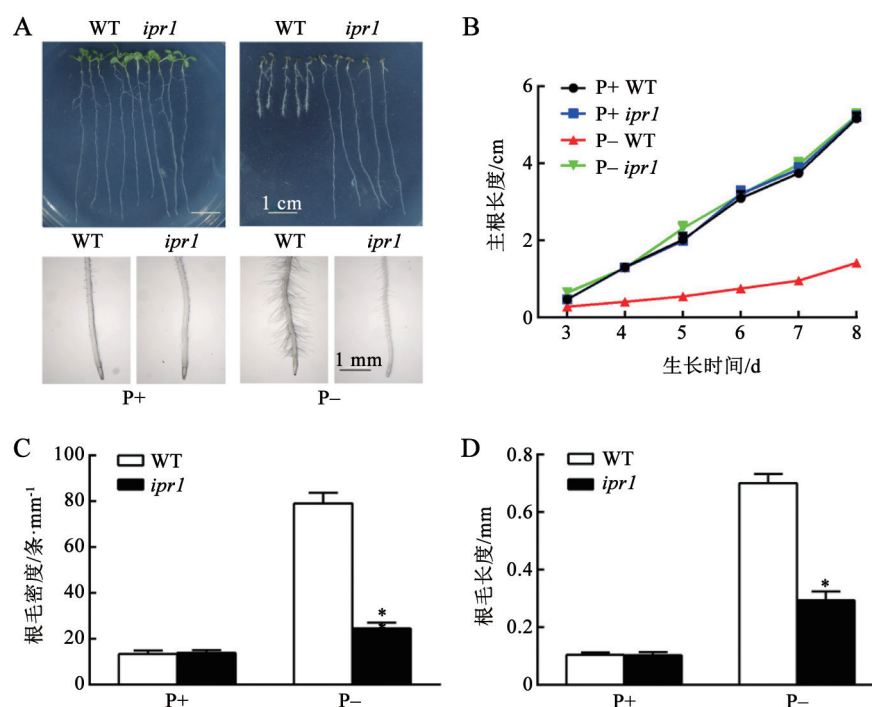 A
WT ipr1 WT ipr1
1 cm
WT ipr1 WT ipr1
1 mm
P+ P−
B
P+ WT
P+ ipr1
P− WT
P− ipr1
6
4
2
0
主根长度/cm
3 4 5 6 7 8
生长时间/d
C
WT
ipr1
100
80
60
40
20
0
根毛密度/条·mm⁻¹
*
P+ P−
D
WT
ipr1
0.8
0.6
0.4
0.2
0
根毛长度/mm
*
P+ P−